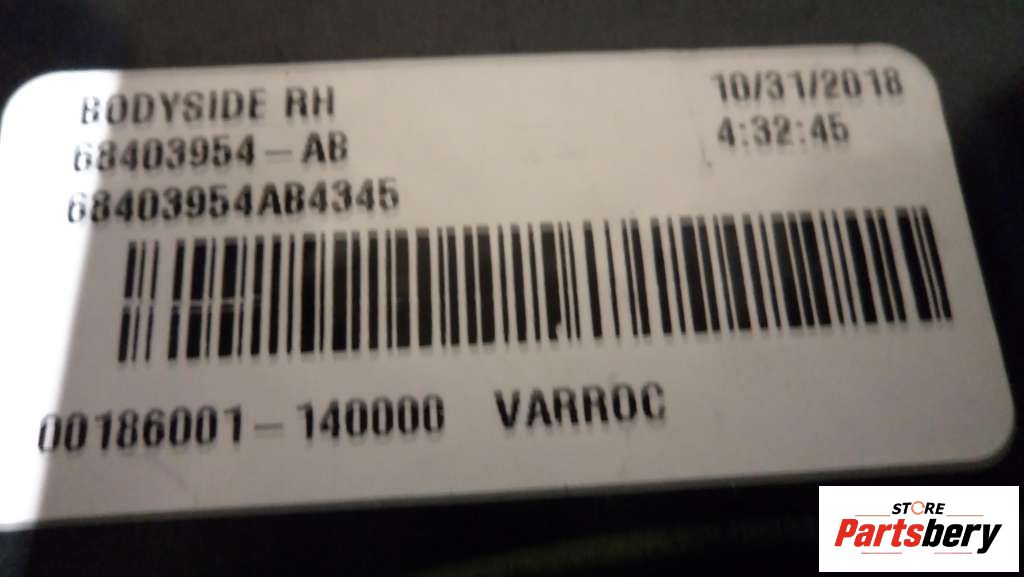 BODYSIDE RH
10/31/2018
68403954-AB
4:32:45
68403954AB4345
00186001-140000 VARROC
STORE
Partsbery